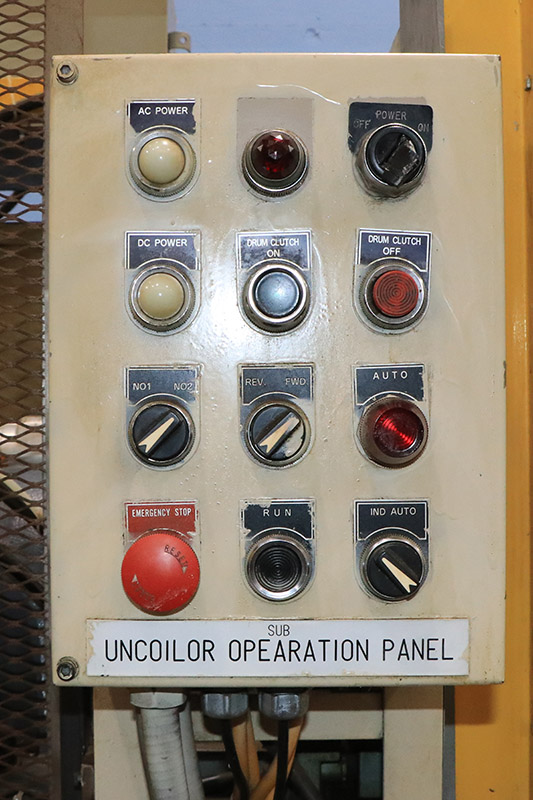 AC POWER
POWER
OFF ON
DC POWER
DRUM CLUTCH
ON
DRUM CLUTCH
OFF
NO1 NO2
REV. FWD
AUTO
EMERGENCY STOP
RESET
RUN
IND AUTO
SUB
UNCOILOR OPEARATION PANEL